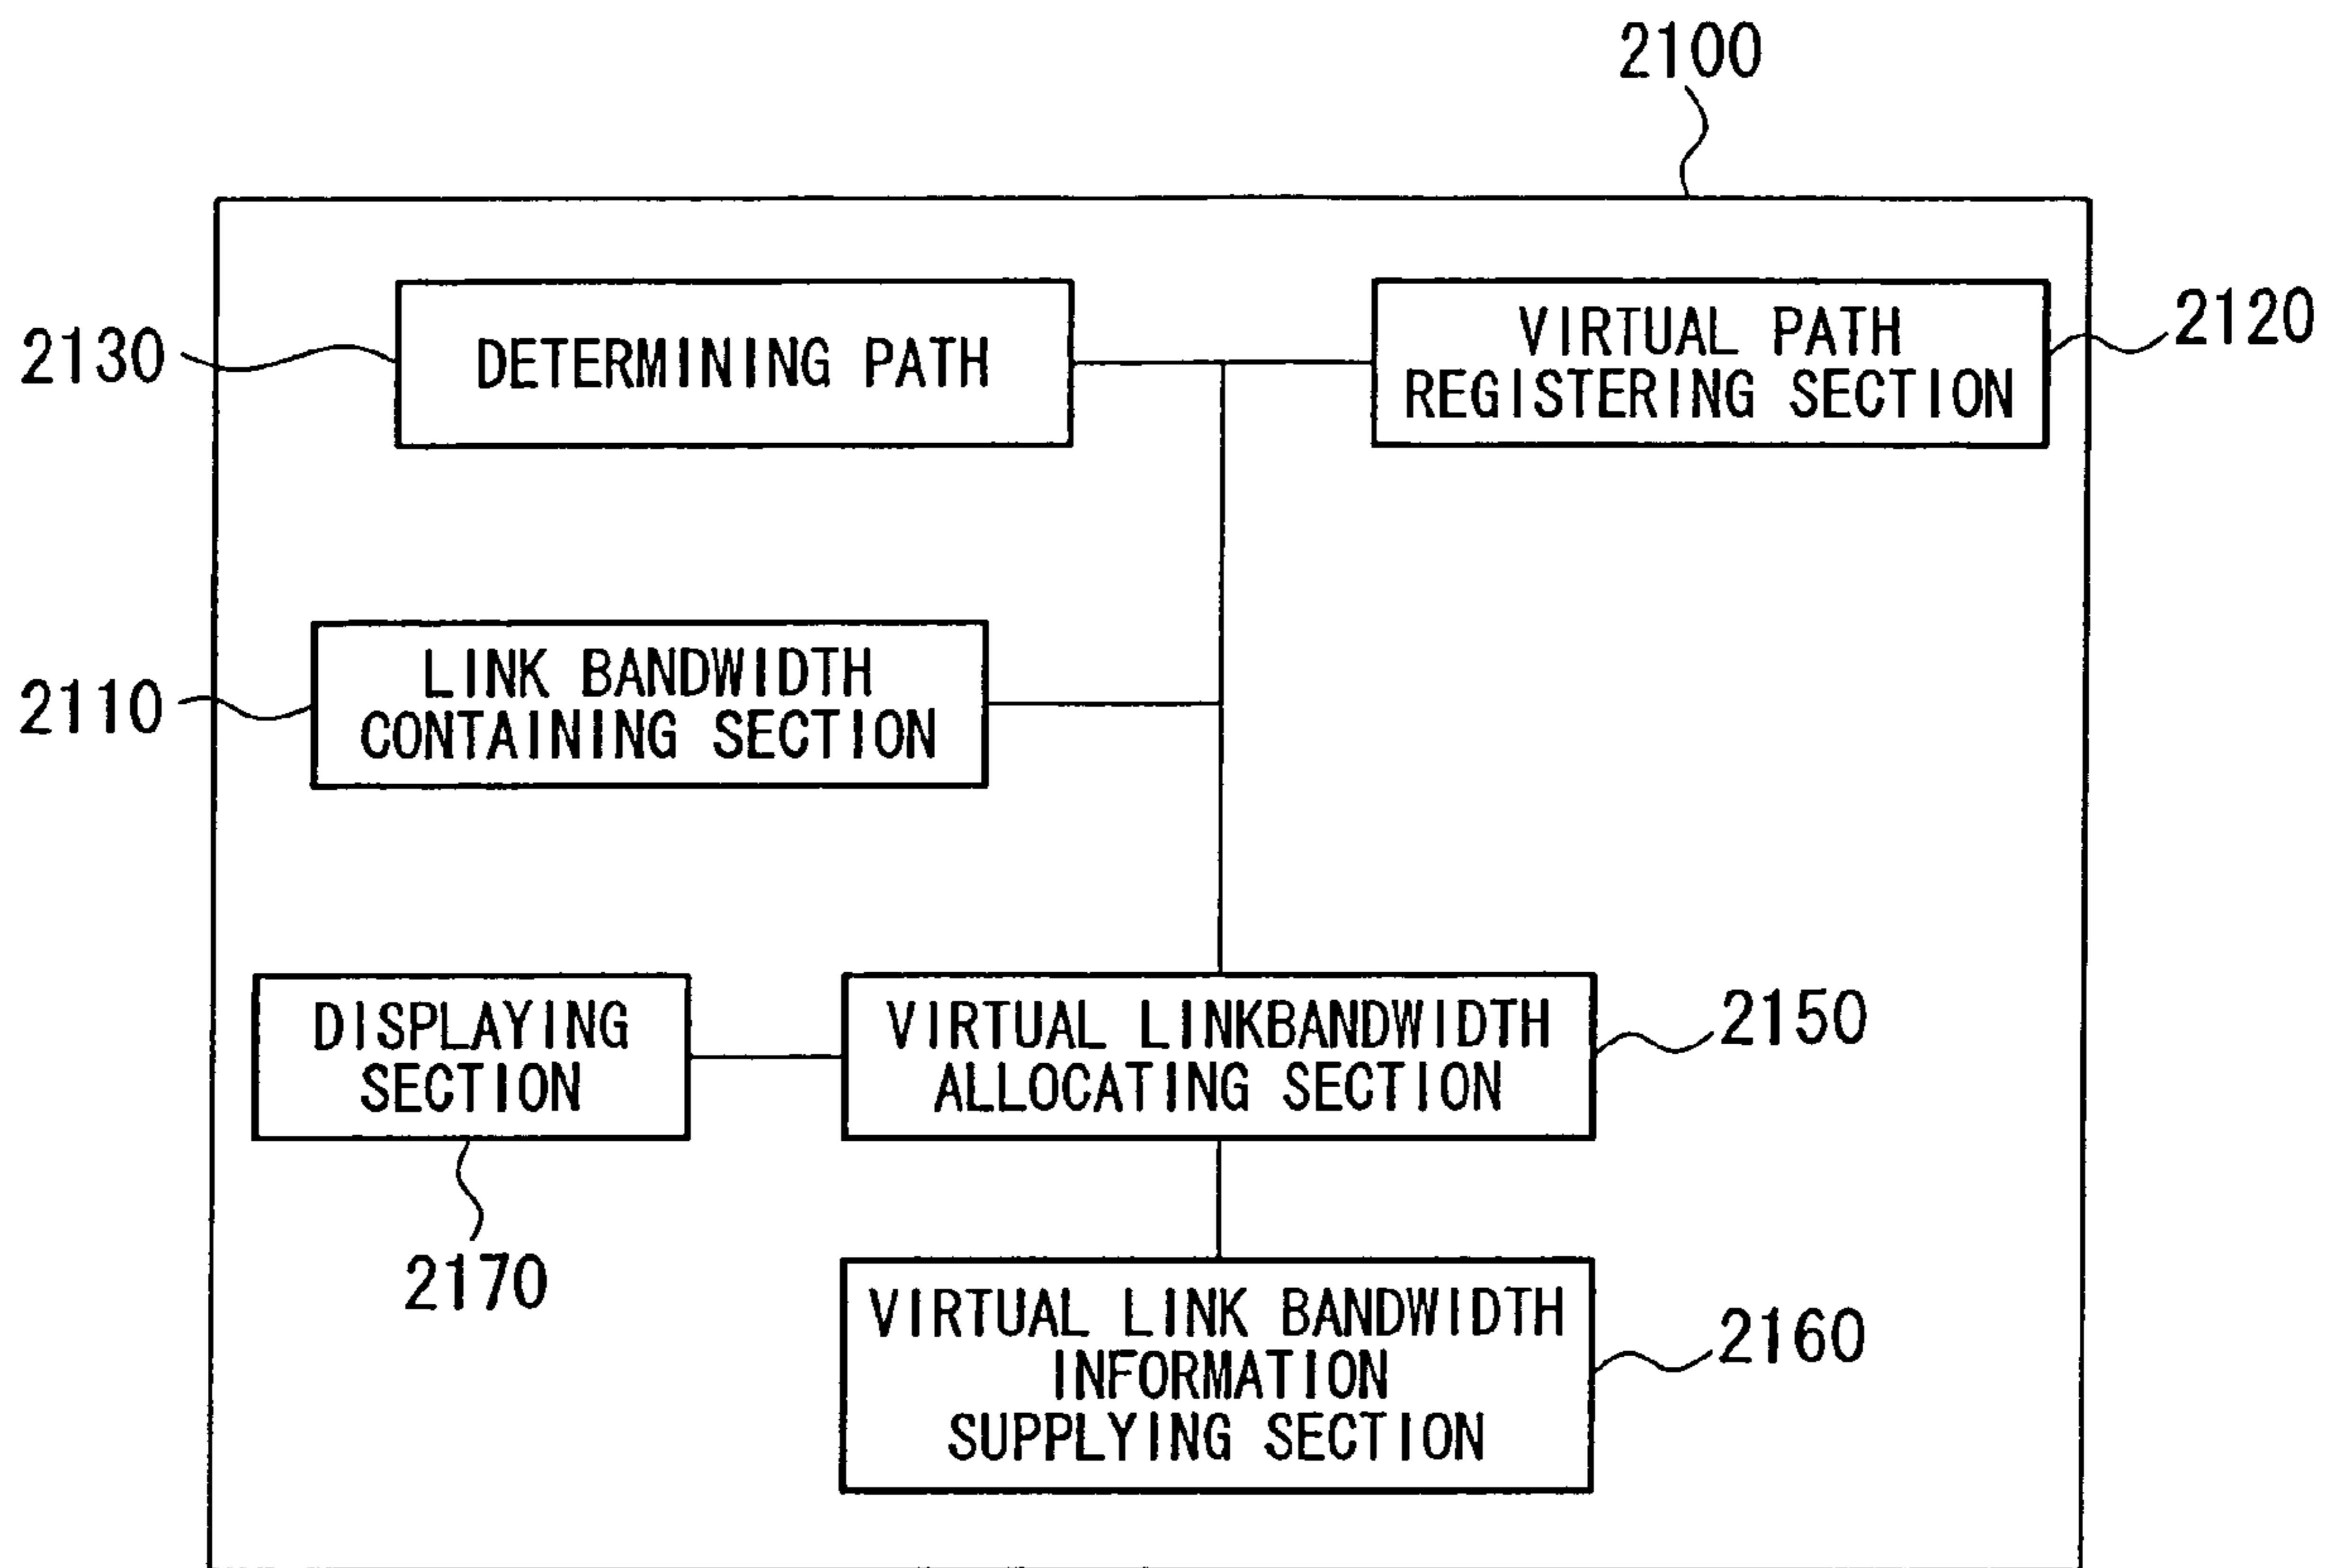 2100
2130
DETERMINING PATH
VIRTUAL PATH
REGISTERING SECTION
2120
2110
LINK BANDWIDTH
CONTAINING SECTION
DISPLAYING
SECTION
2170
VIRTUAL LINKBANDWIDTH
ALLOCATING SECTION
2150
VIRTUAL LINK BANDWIDTH
INFORMATION
SUPPLYING SECTION
2160